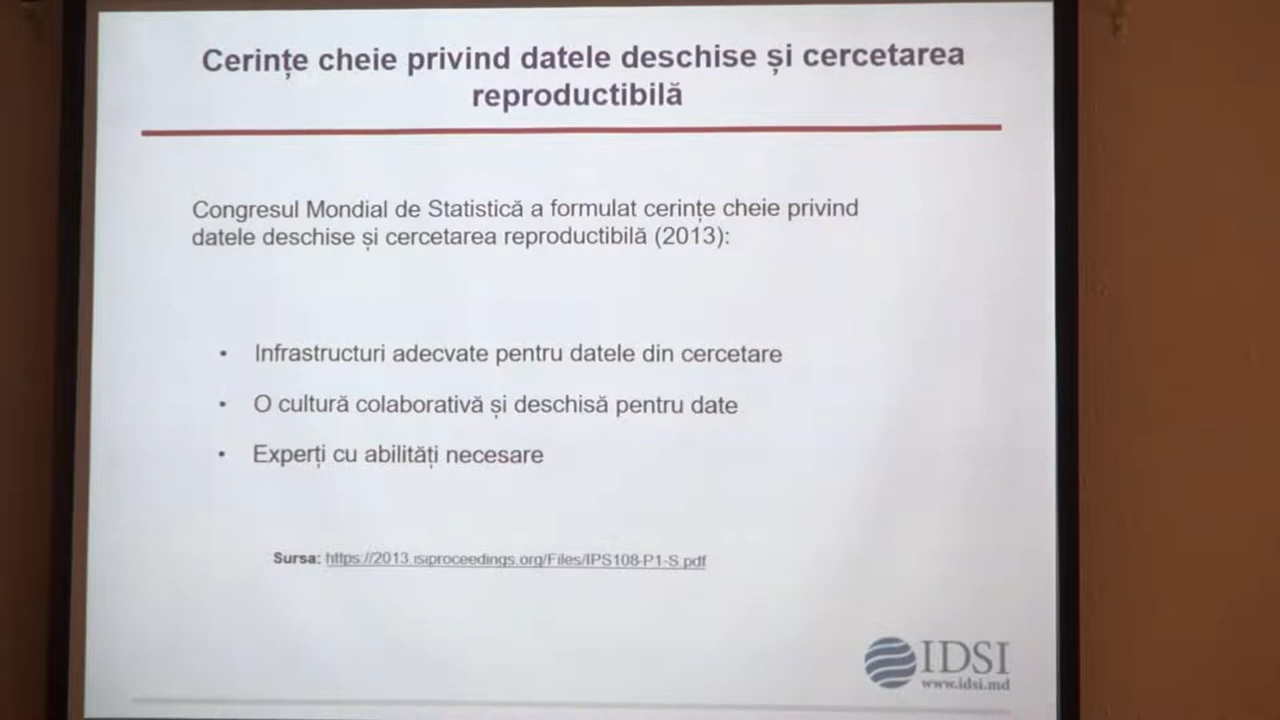 Cerințe cheie privind datele deschise și cercetarea
reproductibilă
Congresul Mondial de Statistică a formulat cerințe cheie privind
datele deschise și cercetarea reproductibilă (2013):
• Infrastructuri adecvate pentru datele din cercetare
• O cultură colaborativă și deschisă pentru date
• Experți cu abilități necesare
Sursa: https://2013.isiproceedings.org/Files/IPS108-P1-S.pdf
IDSI
www.idsi.md